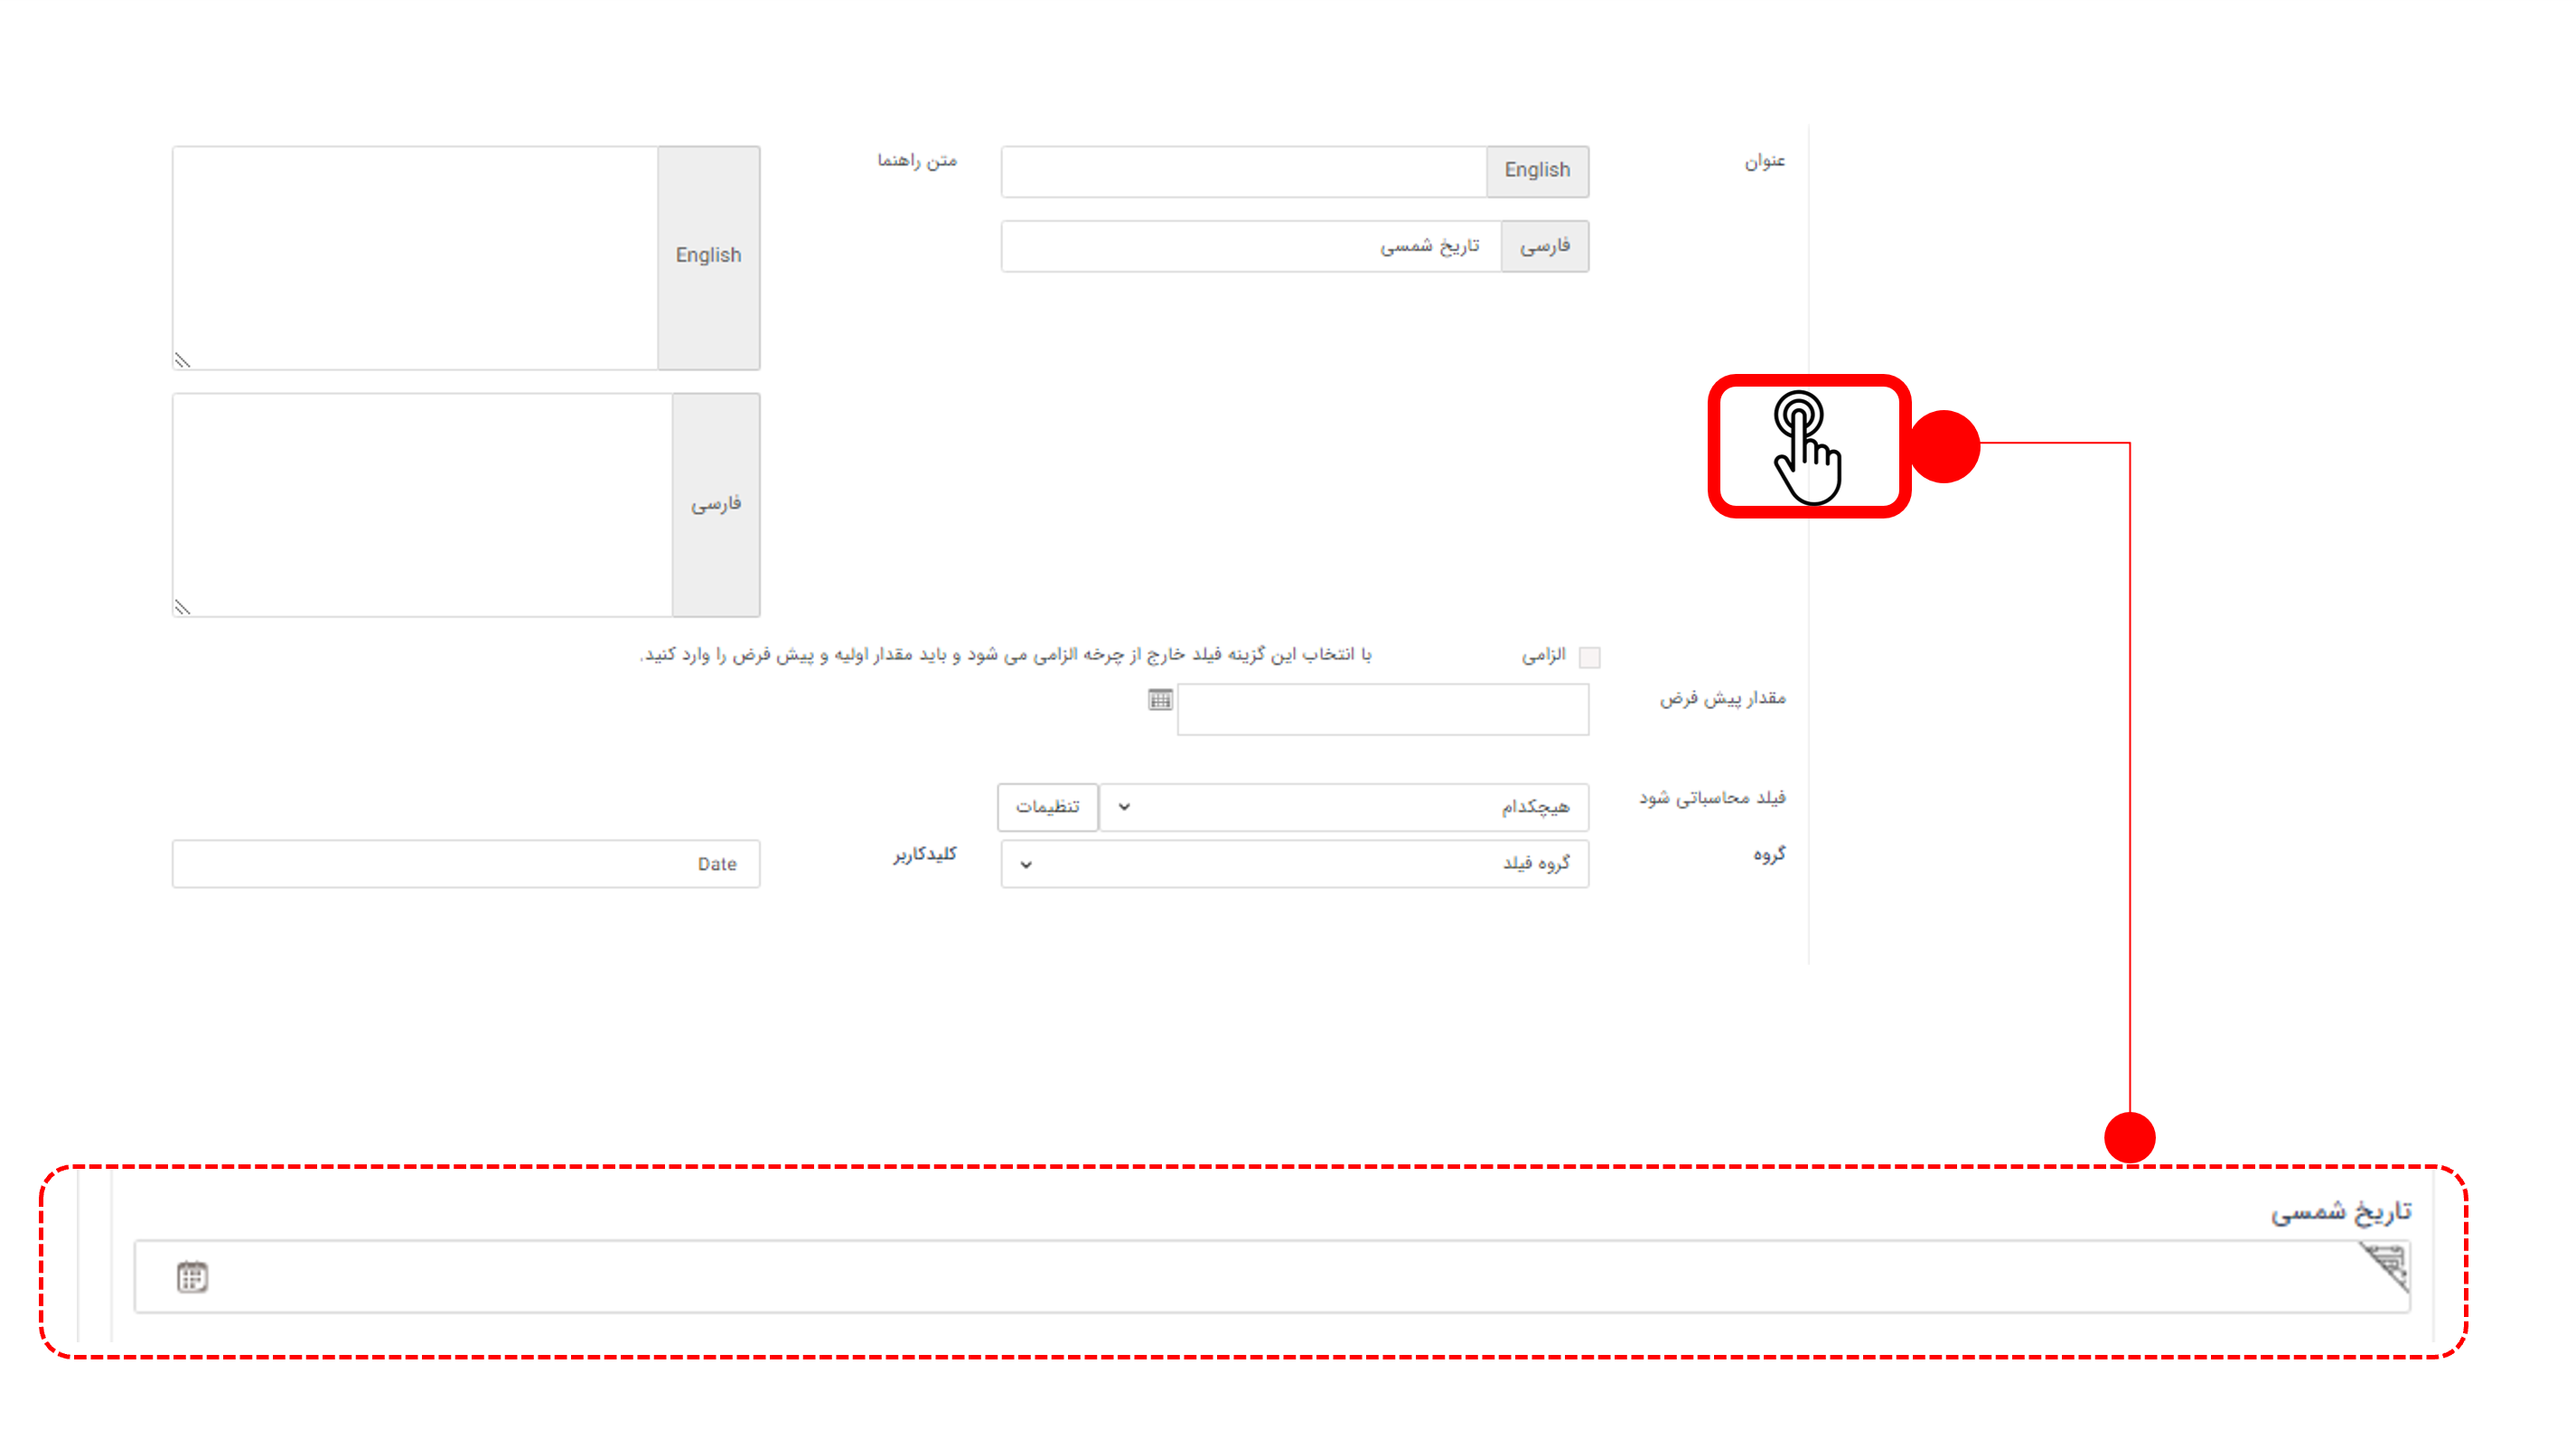 عنوان
English
متن راهنما
English
فارسی
تاریخ شمسی
فارسی
الزامی
با انتخاب این گزینه فیلد خارج از چرخه الزامی می شود و باید مقدار اولیه و پیش فرض را وارد کنید.
مقدار پیش فرض
فیلد محاسباتی شود
هیچکدام
تنظیمات
گروه
گروه فیلد
کلیدکاربر
Date
تاریخ شمسی